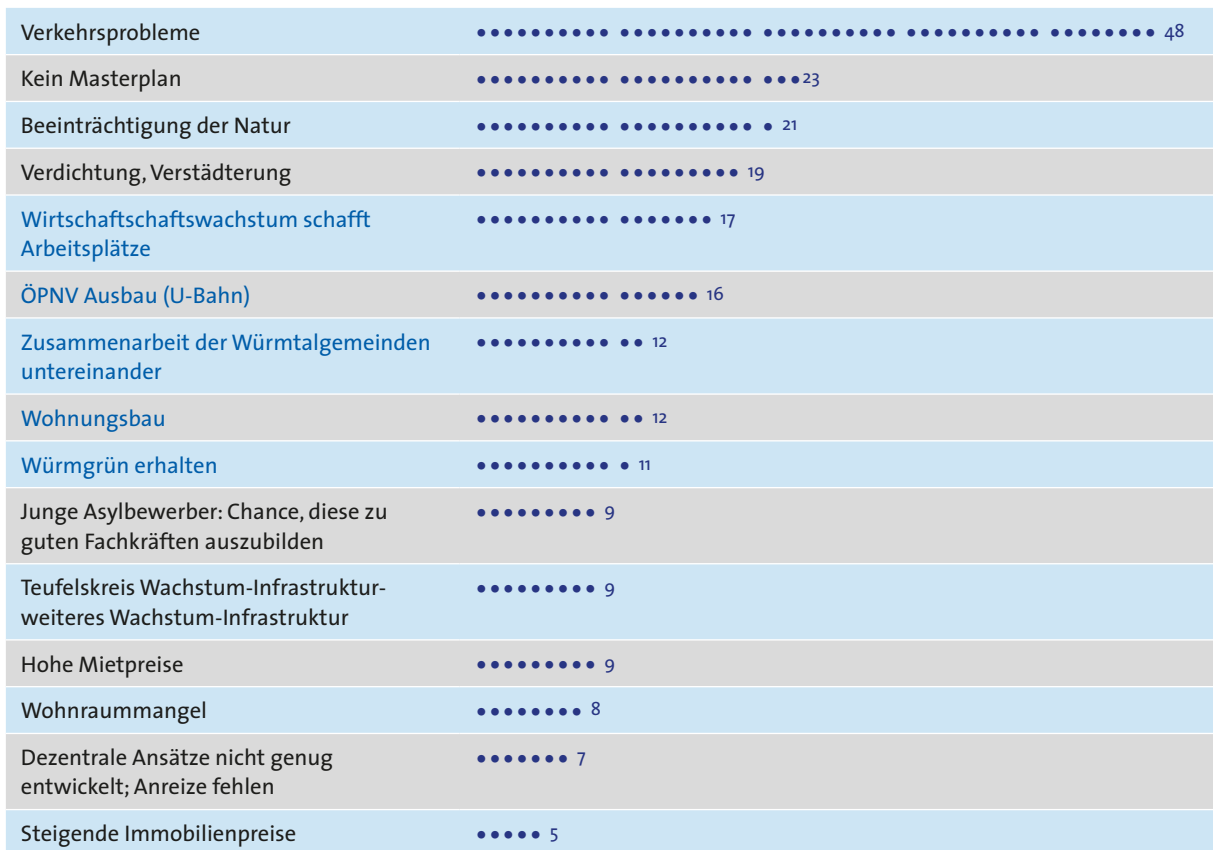 Verkehrsprobleme 48
Kein Masterplan 23
Beeinträchtigung der Natur 21
Verdichtung, Verstädterung 19
Wirtschaftschaftswachstum schafft 17
Arbeitsplätze
ÖPNV Ausbau (U-Bahn) 16
Zusammenarbeit der Würmtalgemeinden 12
untereinander
Wohnungsbau 12
Würmgrün erhalten 11
Junge Asylbewerber: Chance, diese zu 9
guten Fachkräften auszubilden
Teufelskreis Wachstum-Infrastruktur- 9
weiteres Wachstum-Infrastruktur
Hohe Mietpreise 9
Wohnraummangel 8
Dezentrale Ansätze nicht genug 7
entwickelt; Anreize fehlen
Steigende Immobilienpreise 5